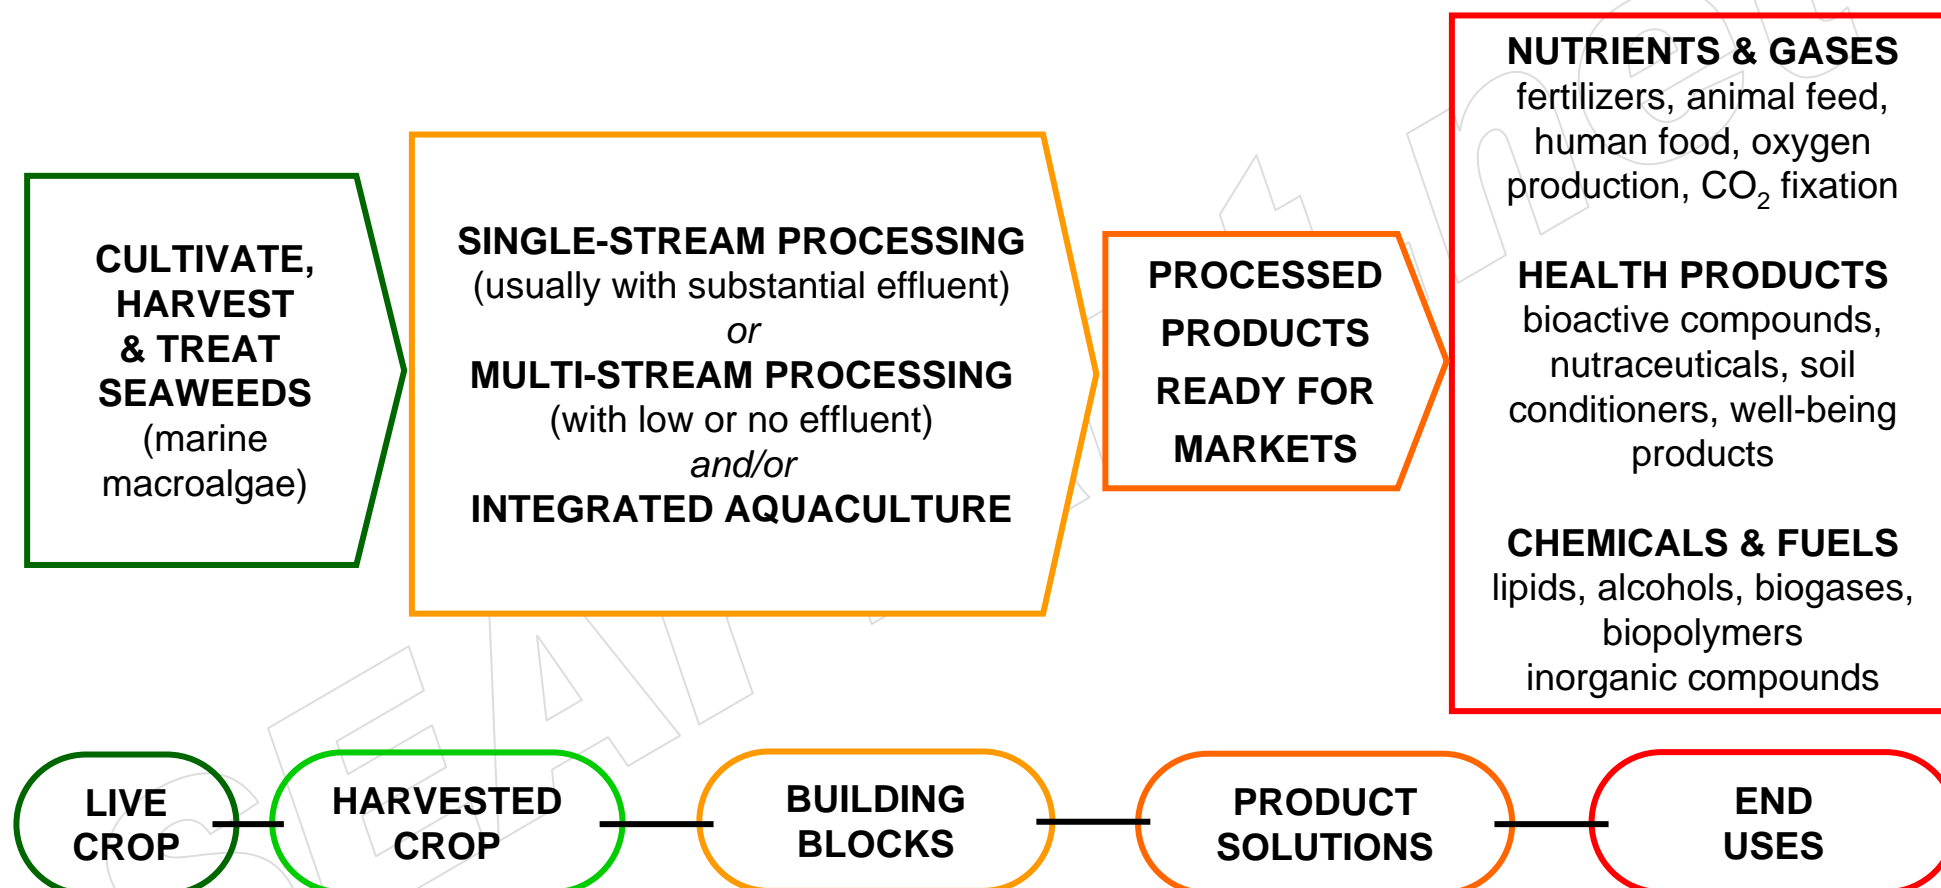 CULTIVATE,
HARVEST
& TREAT
SEAWEEDS
(marine
macroalgae)
SINGLE-STREAM PROCESSING
(usually with substantial effluent)
or
MULTI-STREAM PROCESSING
(with low or no effluent)
and/or
INTEGRATED AQUACULTURE
PROCESSED
PRODUCTS
READY FOR
MARKETS
NUTRIENTS & GASES
fertilizers, animal feed,
human food, oxygen
production, CO₂ fixation
HEALTH PRODUCTS
bioactive compounds,
nutraceuticals, soil
conditioners, well-being
products
CHEMICALS & FUELS
lipids, alcohols, biogases,
biopolymers
inorganic compounds
LIVE
CROP
HARVESTED
CROP
BUILDING
BLOCKS
PRODUCT
SOLUTIONS
END
USES